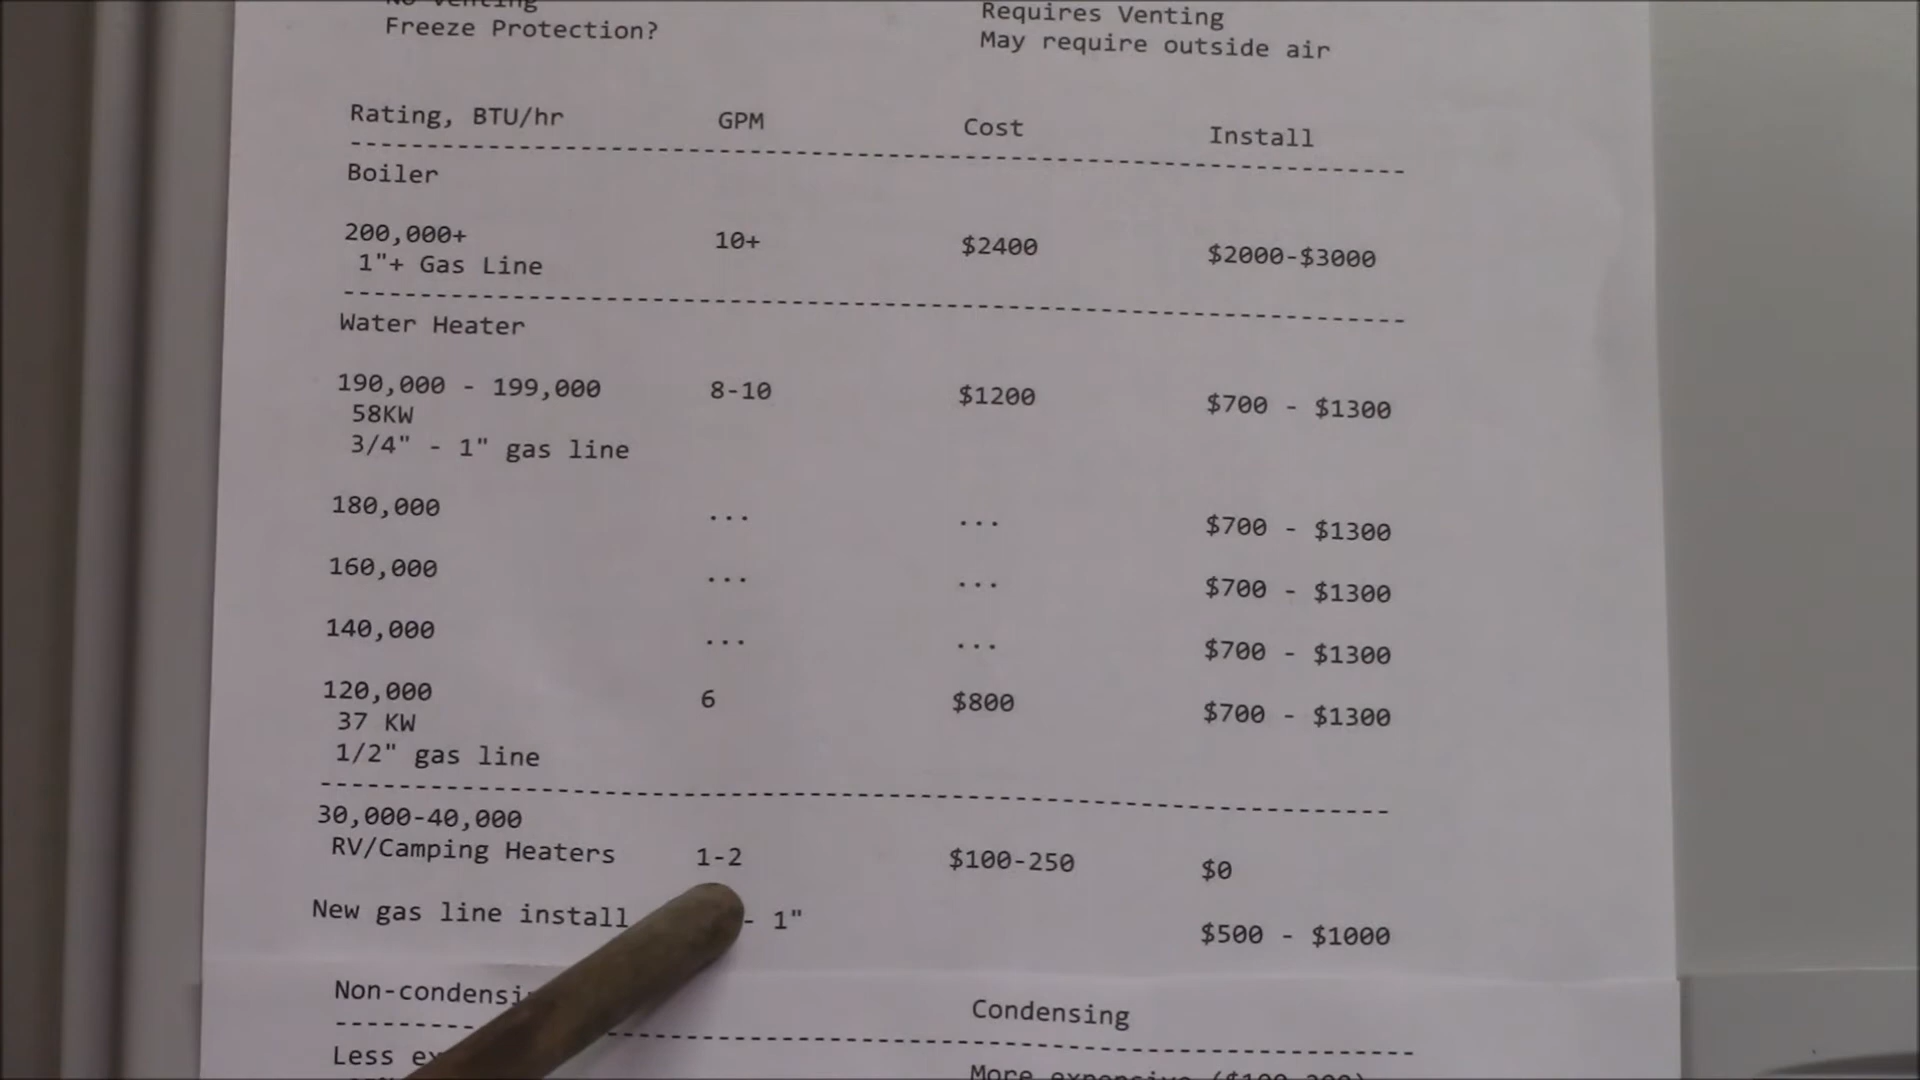 No Venting Requires Venting
Freeze Protection? May require outside air
Rating, BTU/hr GPM Cost Install
Boiler
200,000+ 10+ $2400 $2000-$3000
1"+ Gas Line
Water Heater
190,000 - 199,000 8-10 $1200 $700 - $1300
58KW
3/4" - 1" gas line
180,000 ... ... $700 - $1300
160,000 ... ... $700 - $1300
140,000 ... ... $700 - $1300
120,000 6 $800 $700 - $1300
37 KW
1/2" gas line
30,000-40,000
RV/Camping Heaters 1-2 $100-250 $0
New gas line install - 1" $500 - $1000
Condensing
Less More expensive